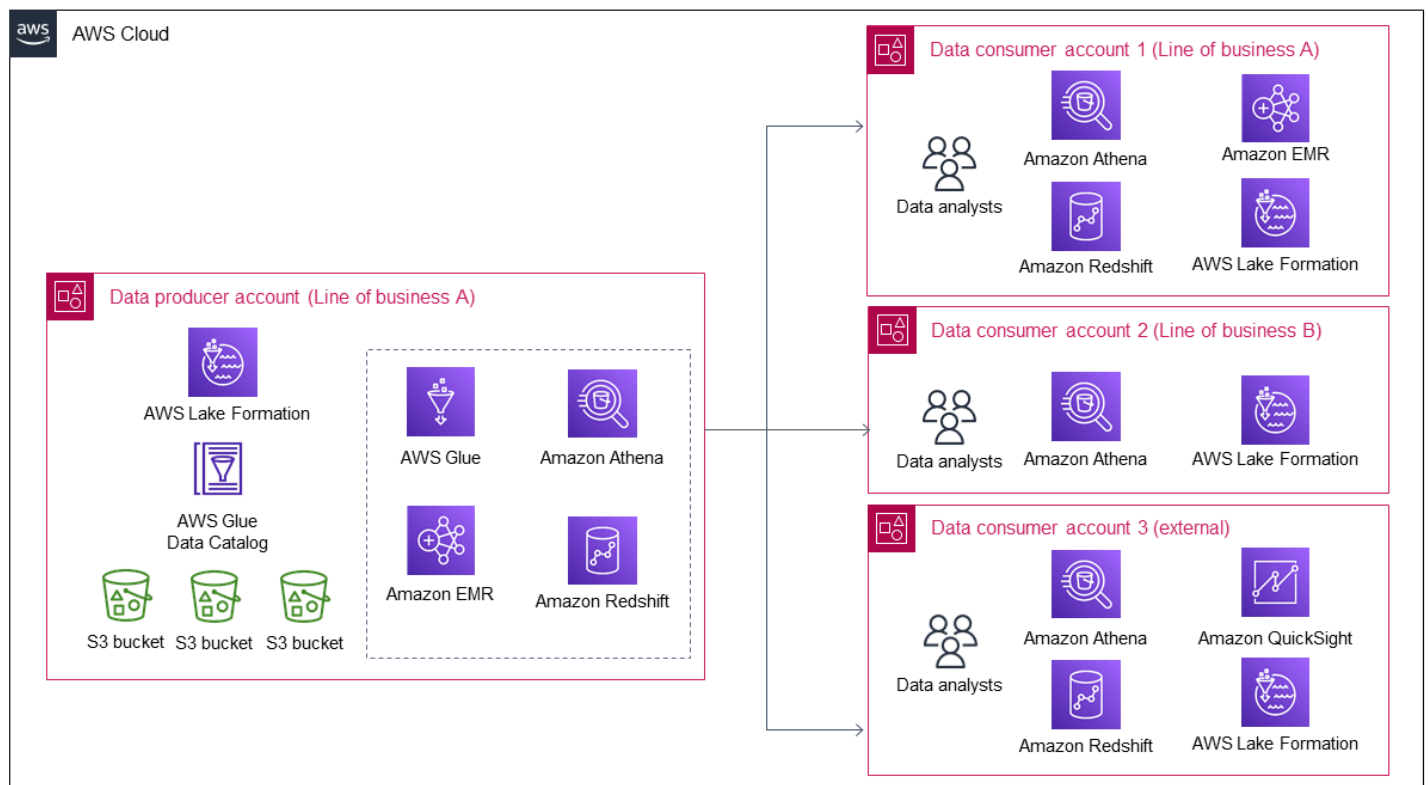 aws
AWS Cloud
Data producer account (Line of business A)
AWS Lake Formation
AWS Glue
Data Catalog
S3 bucket
S3 bucket
S3 bucket
AWS Glue
Amazon Athena
Amazon EMR
Amazon Redshift
Data consumer account 1 (Line of business A)
Data analysts
Amazon Athena
Amazon EMR
Amazon Redshift
AWS Lake Formation
Data consumer account 2 (Line of business B)
Data analysts
Amazon Athena
AWS Lake Formation
Data consumer account 3 (external)
Data analysts
Amazon Athena
Amazon QuickSight
Amazon Redshift
AWS Lake Formation